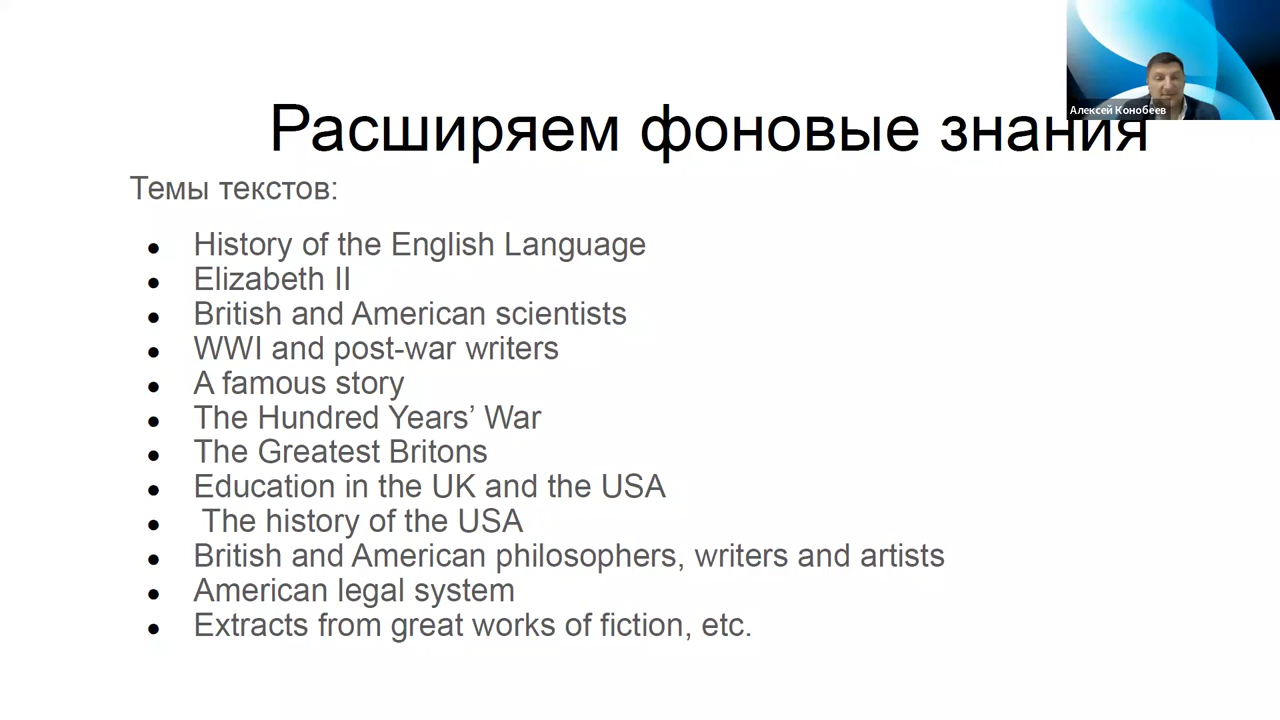 Алексей Конобеев
Расширяем фоновые знания
Темы текстов:
● History of the English Language
● Elizabeth II
● British and American scientists
● WWI and post-war writers
● A famous story
● The Hundred Years’ War
● The Greatest Britons
● Education in the UK and the USA
● The history of the USA
● British and American philosophers, writers and artists
● American legal system
● Extracts from great works of fiction, etc.